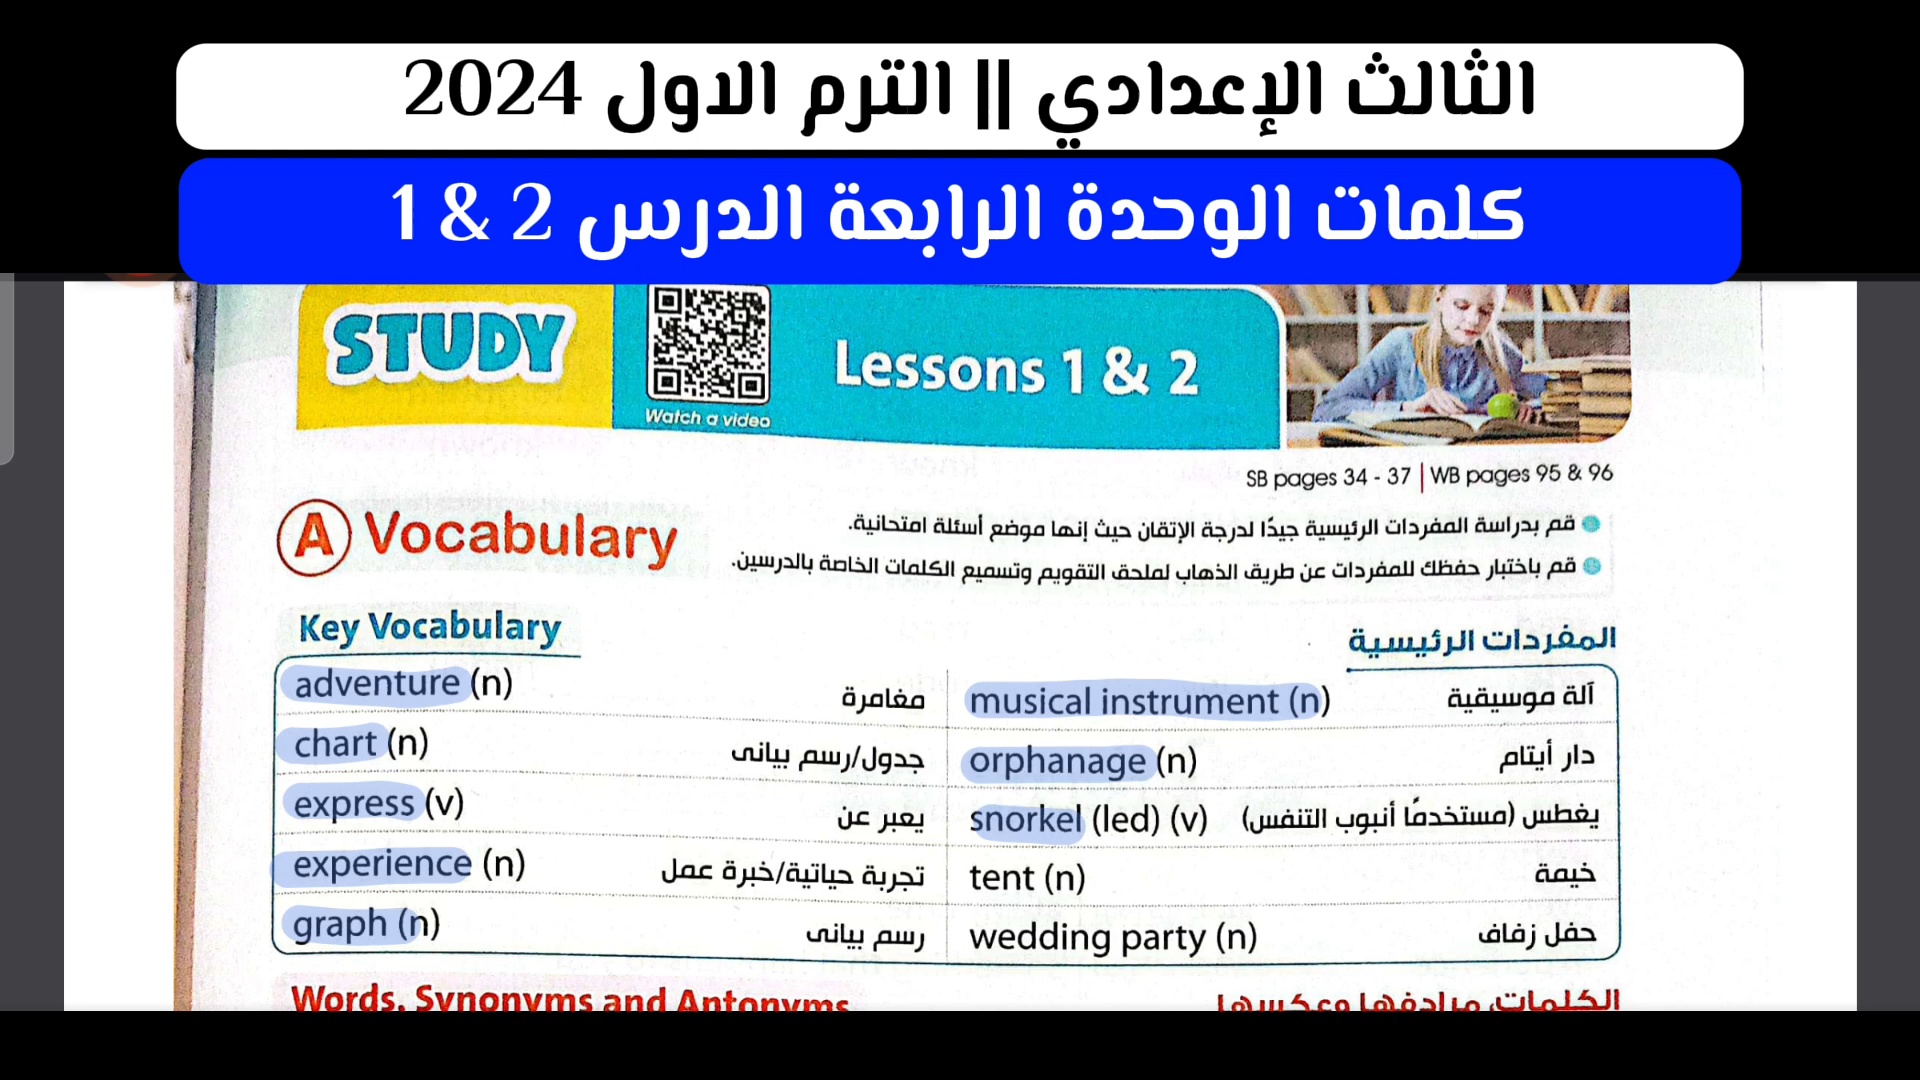 الثالث الإعدادي || الترم الاول 2024
كلمات الوحدة الرابعة الدرس 2 & 1
STUDY
Watch a video
Lessons 1 & 2
SB pages 34 - 37 | WB pages 95 & 96
A Vocabulary
قم بدراسة المفردات الرئيسية جيدًا لدرجة الإتقان حيث إنها موضع أسئلة امتحانية.
قم باختبار حفظك للمفردات عن طريق الذهاب لملحق التقويم وتسميع الكلمات الخاصة بالدرسين.
Key Vocabulary المفردات الرئيسية
adventure (n) مغامرة musical instrument (n) آلة موسيقية
chart (n) جدول/رسم بيانى orphanage (n) دار أيتام
express (v) يعبر عن snorkel (led) (v) يغطس (مستخدمًا أنبوب التنفس)
experience (n) تجربة حياتية/خبرة عمل tent (n) خيمة
graph (n) رسم بيانى wedding party (n) حفل زفاف
Words, Synonyms and Antonyms الكلمات، مرادفها وعكسها